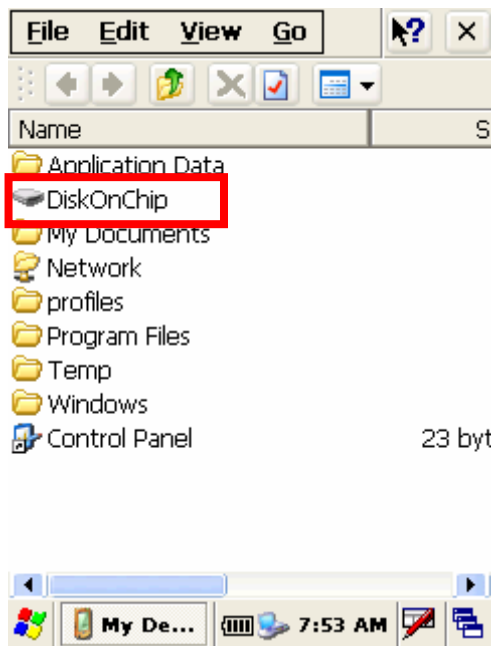 File Edit View Go ?
Name S
Application Data
DiskOnChip
My Documents
Network
profiles
Program Files
Temp
Windows
Control Panel 23 byt
My De... 7:53 AM